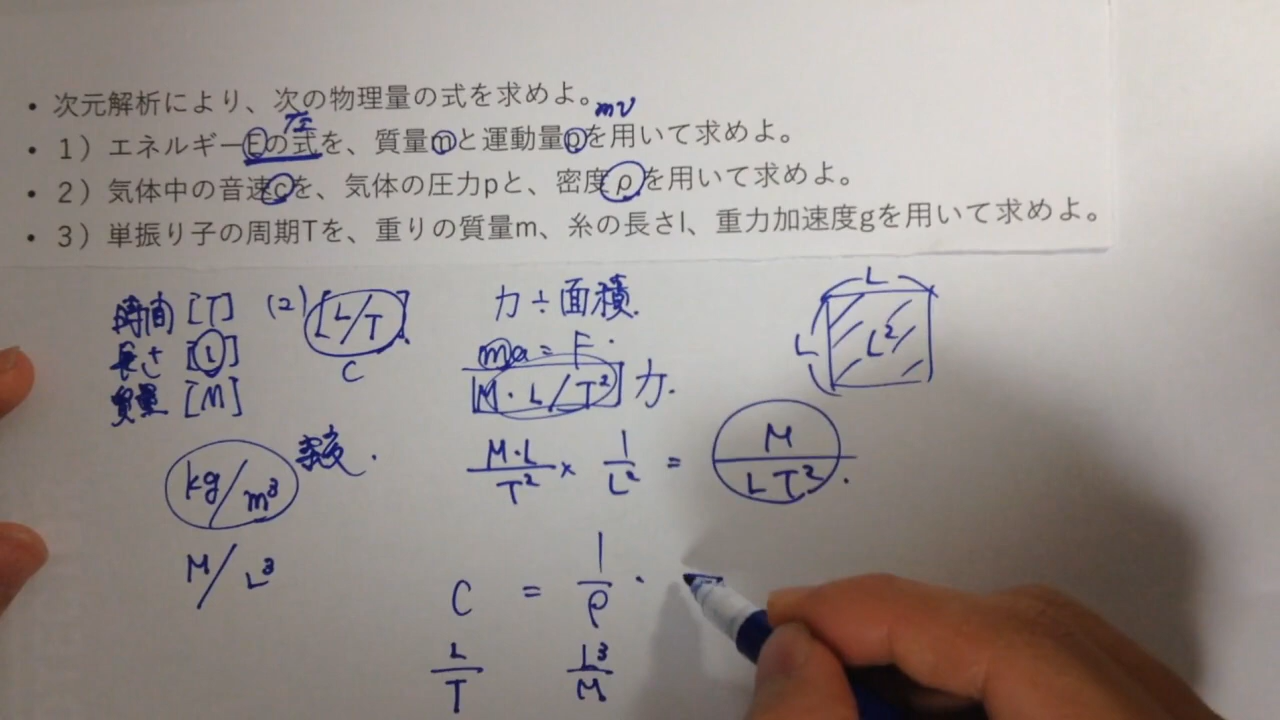 • 次元解析により、次の物理量の式を求めよ。
mv
• 1）エネルギーEの式を、質量mと運動量pを用いて求めよ。
• 2）気体中の音速cを、気体の圧力pと、密度ρを用いて求めよ。
• 3）単振り子の周期Tを、重りの質量m、糸の長さl、重力加速度gを用いて求めよ。
時間 [T] (2) [L/T] 力÷面積.
長さ [L] C ma = F.
質量 [M] [M・L/T²] 力.
L
L L²
kg/m³ 密度.
M・L/T² × 1/L² = M/LT².
M/L³
C = 1/ρ ・
L/T L³/M